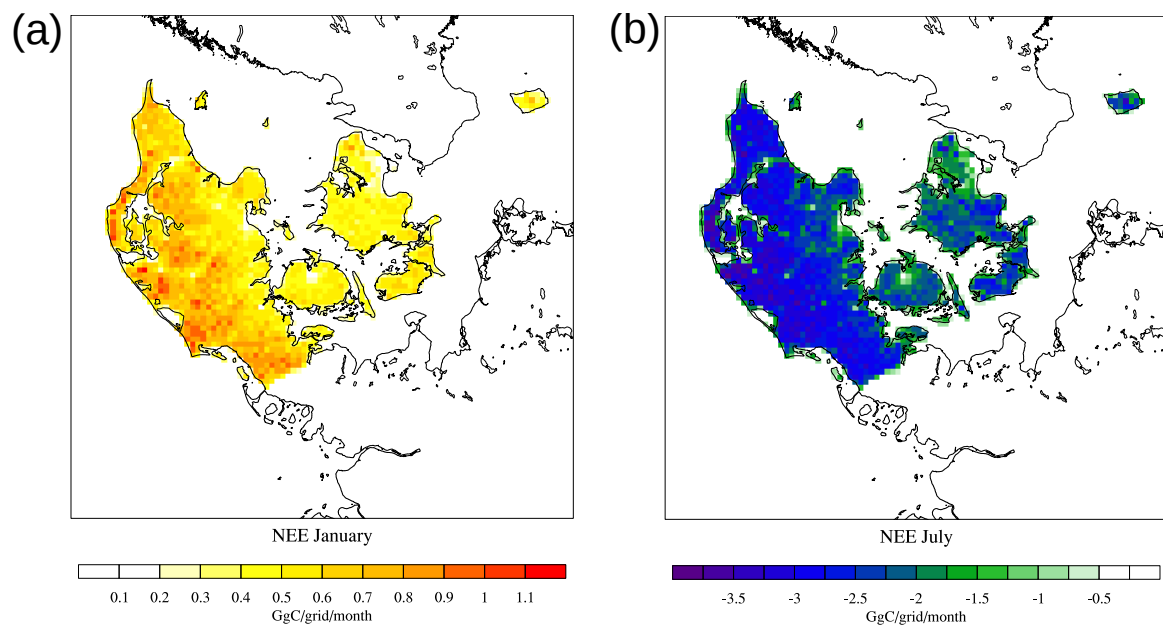 (a)
NEE January
0.1 0.2 0.3 0.4 0.5 0.6 0.7 0.8 0.9 1 1.1
GgC/grid/month
(b)
NEE July
-3.5 -3 -2.5 -2 -1.5 -1 -0.5
GgC/grid/month